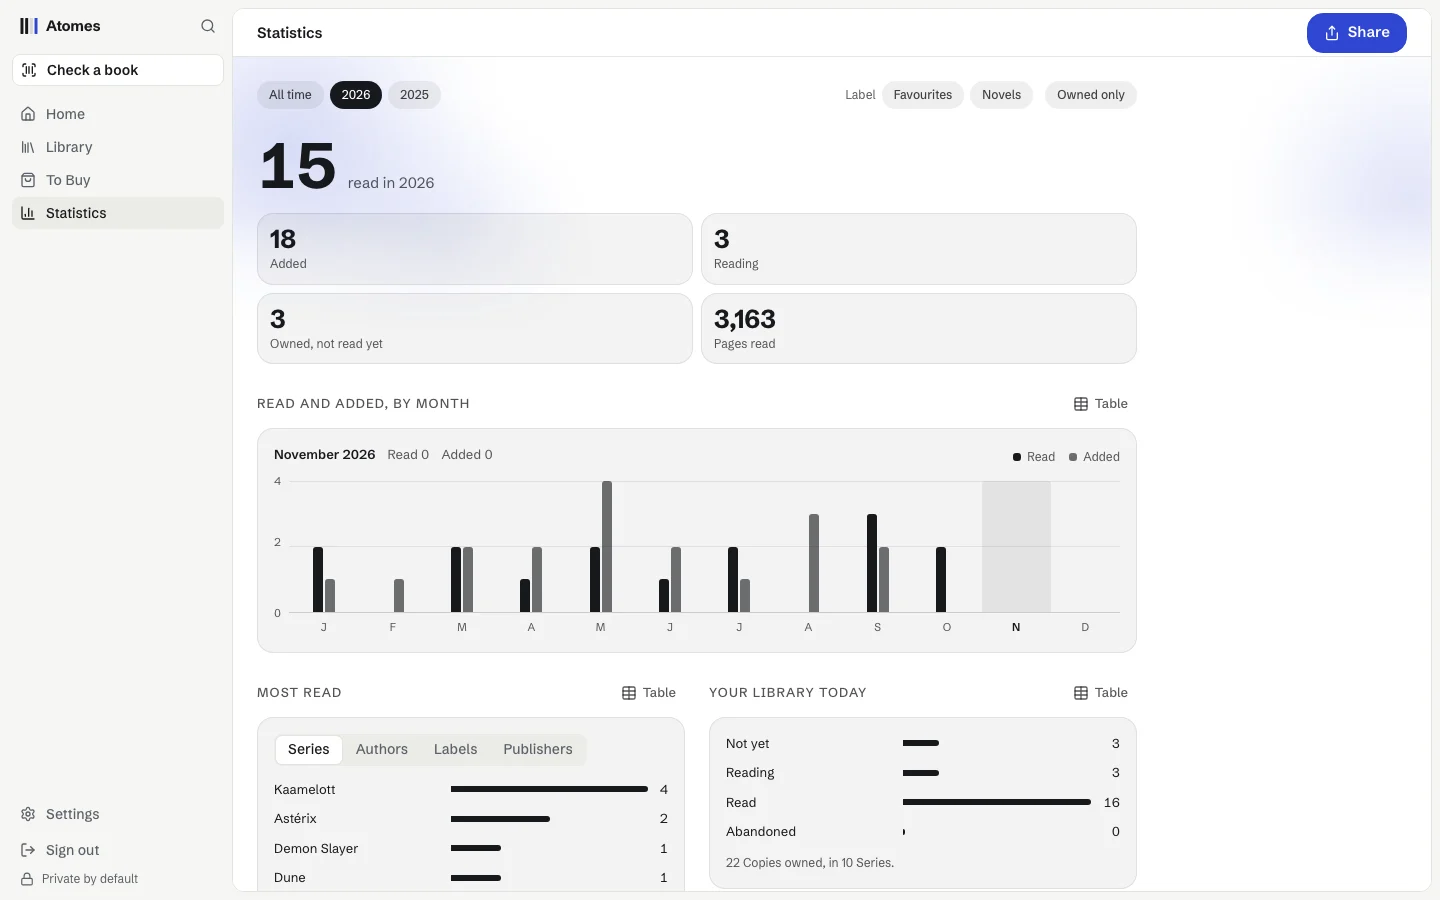 Atomes
Check a book
Home
Library
To Buy
Statistics
Settings
Sign out
Private by default
Statistics
Share
All time 2026 2025
Label Favourites Novels Owned only
15 read in 2026
18
Added
3
Reading
3
Owned, not read yet
3,163
Pages read
READ AND ADDED, BY MONTH
Table
November 2026 Read 0 Added 0
Read Added
4
2
0
J F M A M J J A S O N D
MOST READ
Table
Series Authors Labels Publishers
Kaamelott 4
Astérix 2
Demon Slayer 1
Dune 1
YOUR LIBRARY TODAY
Table
Not yet 3
Reading 3
Read 16
Abandoned 0
22 Copies owned, in 10 Series.